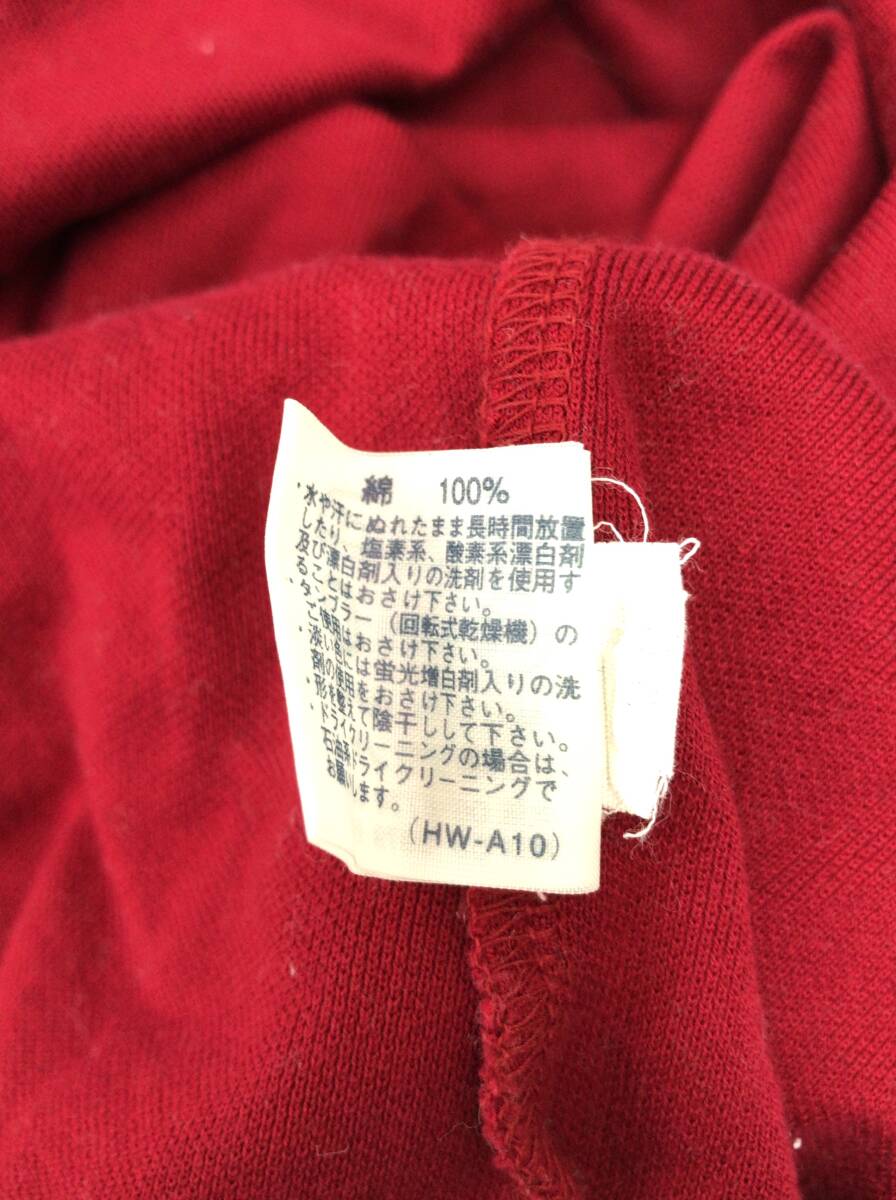 綿 100%
・水や汗にぬれたまま長時間放置
したり、塩素系、酸素系漂白剤
及び漂白剤入りの洗剤を使用す
ることはおさけ下さい。
・タンブラー(回転式乾燥機)の
ご使用はおさけ下さい。
・淡い色には蛍光増白剤入りの洗
剤の使用をおさけ下さい。
・形を整えて陰干しして下さい。
・ドライクリーニングの場合は、
石油系ドライクリーニングで
お願いします。
(HW-A10)